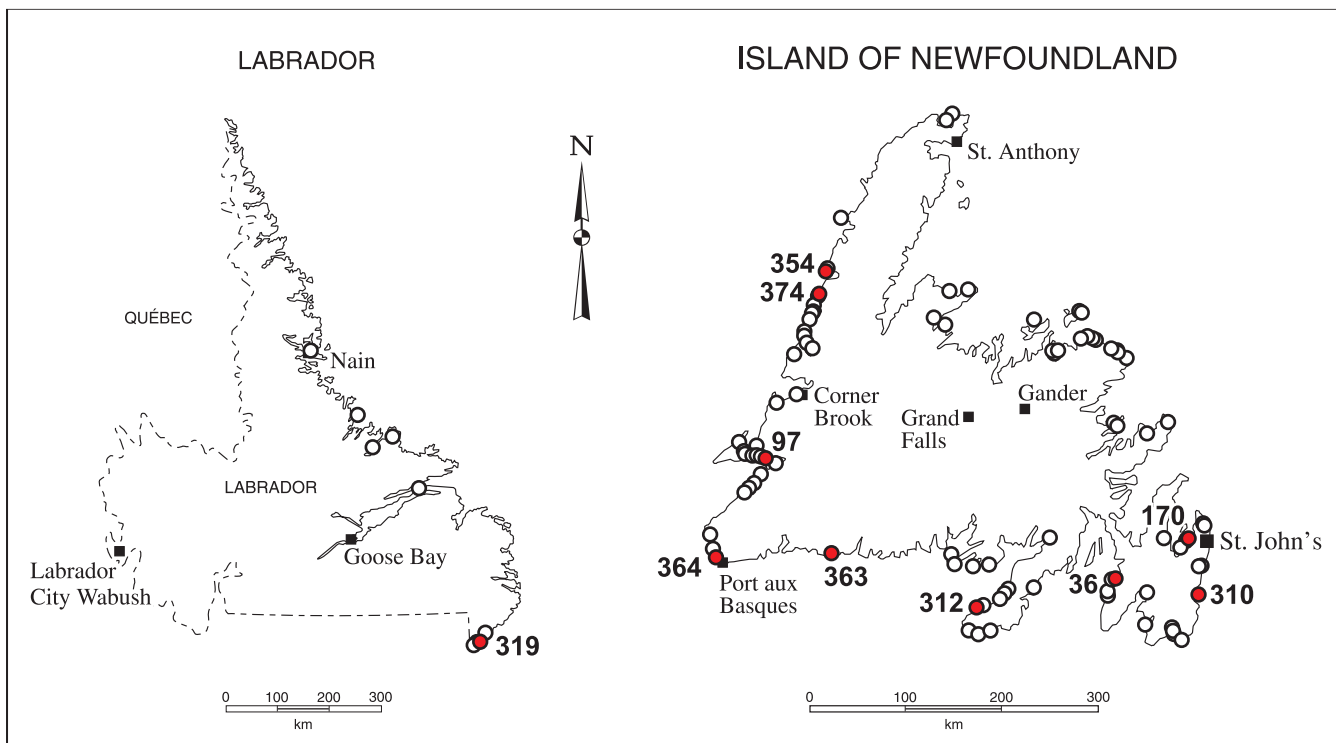 LABRADOR
ISLAND OF NEWFOUNDLAND
N
St. Anthony
354
374
QUÉBEC
Nain
Corner
Brook
Gander
Grand
Falls
97
LABRADOR
170
St. John's
Goose Bay
Labrador
City Wabush
364
Port aux
Basques
363
36
312
310
319
0 100 200 300
km
0 100 200 300
km